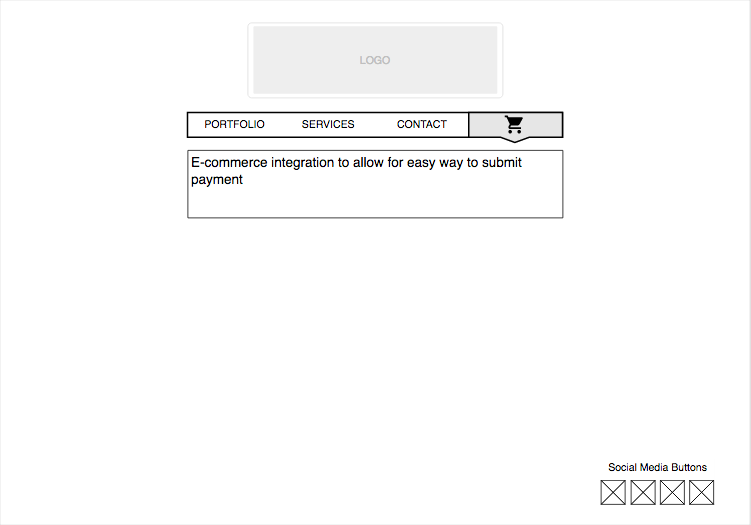 LOGO
PORTFOLIO SERVICES CONTACT
E-commerce integration to allow for easy way to submit
payment
Social Media Buttons